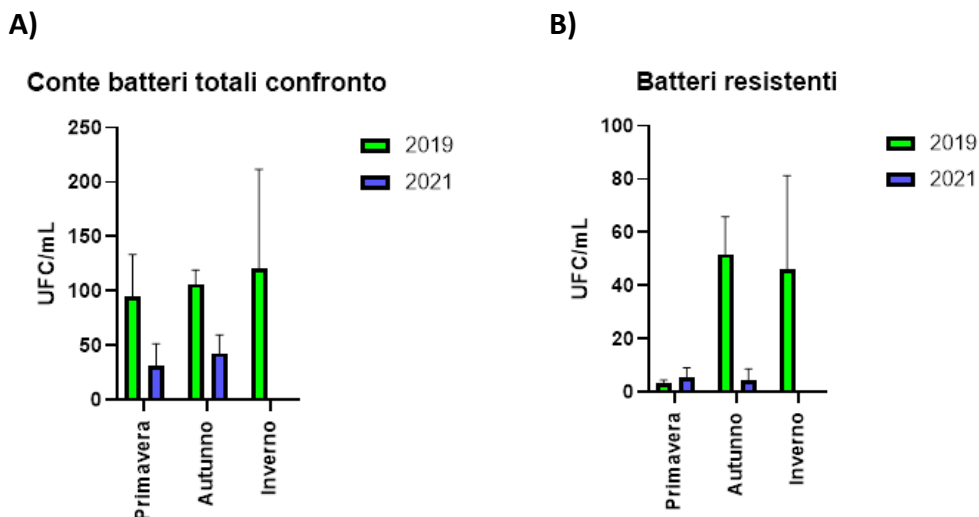 A)
B)
Conte batteri totali confronto
250
200
150
100
50
0
UFC/mL
Primavera
Autunno
Inverno
2019
2021
Batteri resistenti
100
80
60
40
20
0
UFC/mL
Primavera
Autunno
Inverno
2019
2021